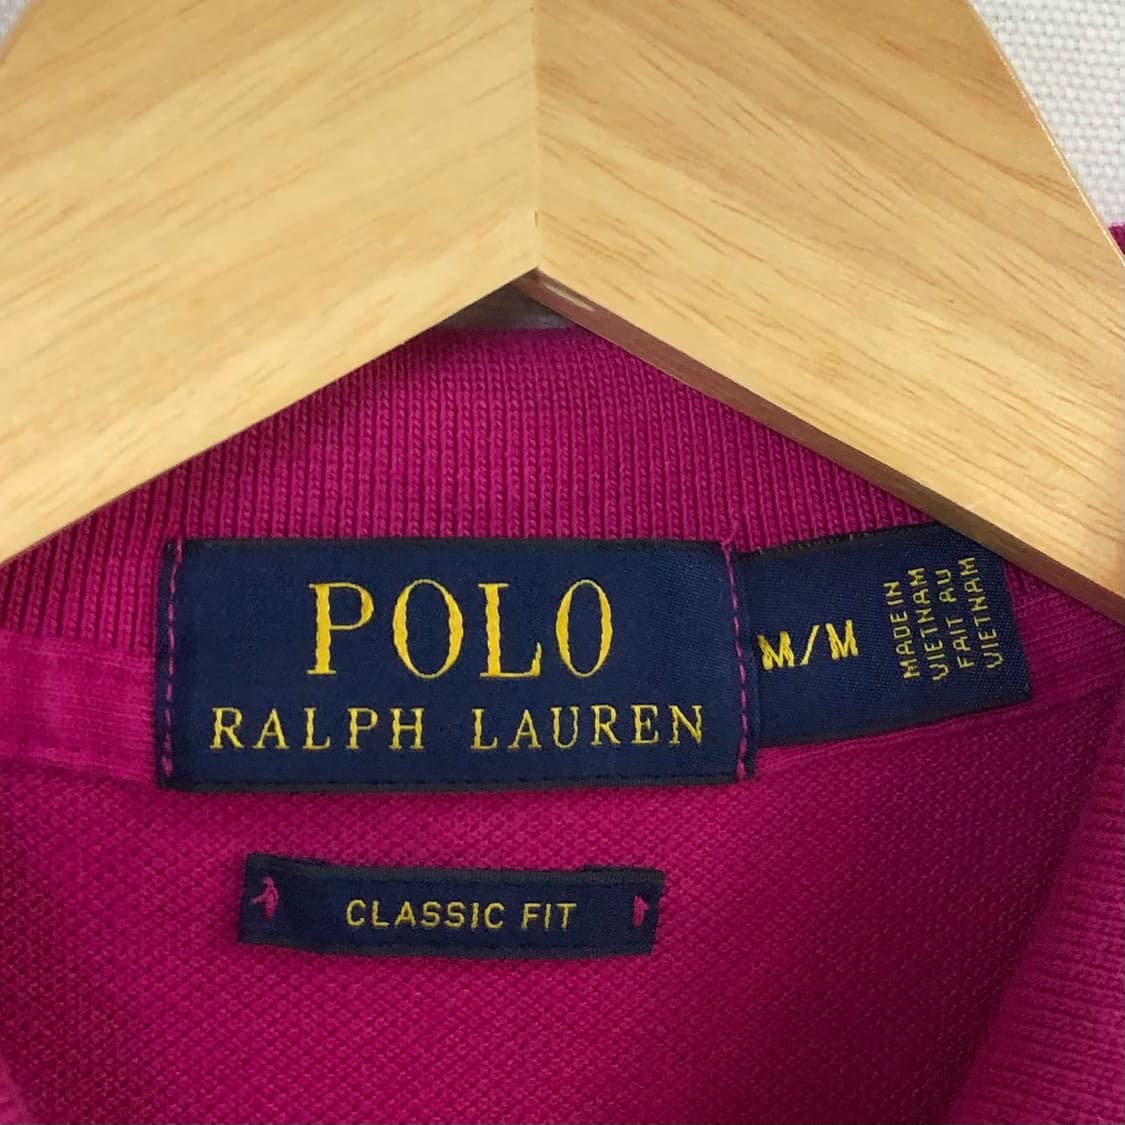 POLO
RALPH LAUREN
M/M
MADE IN
VIETNAM
FAIT AU
VIETNAM
CLASSIC FIT